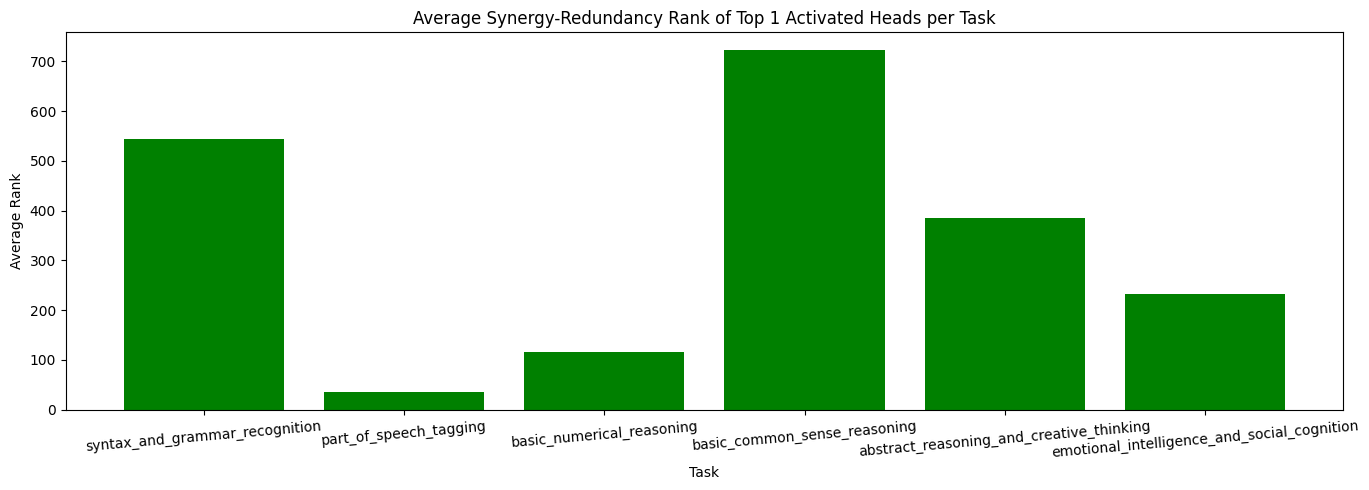 Average Synergy-Redundancy Rank of Top 1 Activated Heads per Task
Average Rank
700
600
500
400
300
200
100
0
syntax_and_grammar_recognition
part_of_speech_tagging
basic_numerical_reasoning
basic_common_sense_reasoning
abstract_reasoning_and_creative_thinking
emotional_intelligence_and_social_cognition
Task